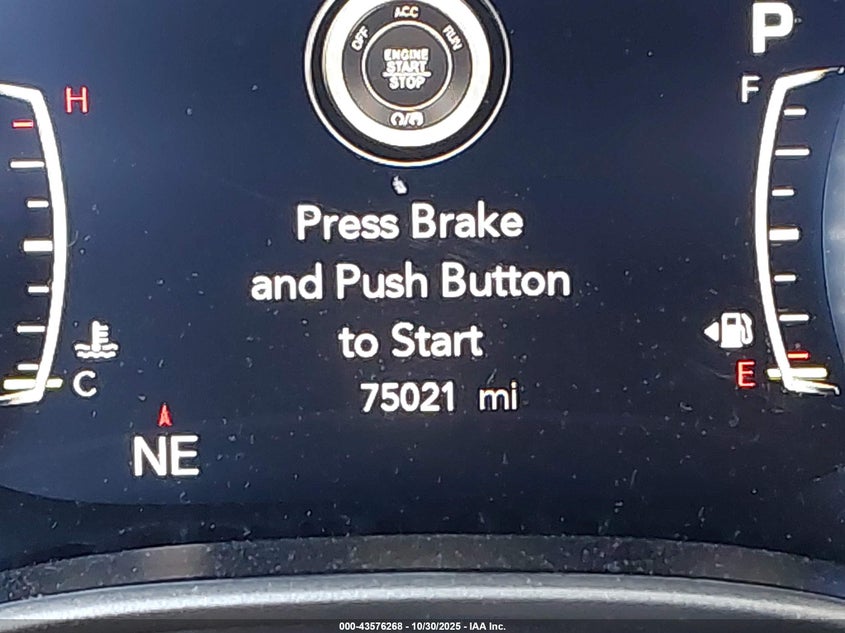 ACC
OFF
RUN
ENGINE
START
STOP
P
H
F
Press Brake
and Push Button
to Start
75021 mi
C
E
NE
000-43576268 - 10/30/2025 - IAA Inc.